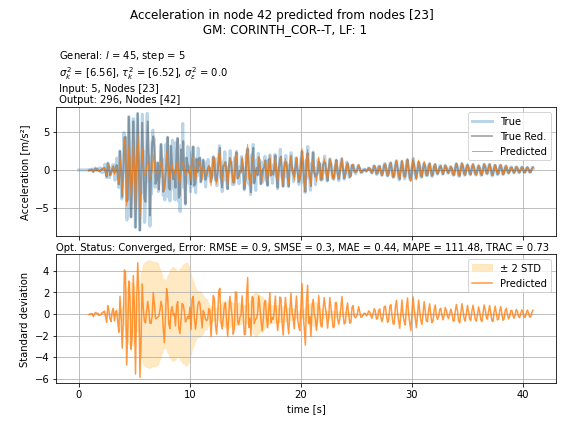 Acceleration in node 42 predicted from nodes [23]
GM: CORINTH_COR--T, LF: 1
General: l = 45, step = 5
σ²ₖ = [6.56], τ²ₖ = [6.52], σ²ε = 0.0
Input: 5, Nodes [23]
Output: 296, Nodes [42]
Acceleration [m/s²]
5
0
−5
True
True Red.
Predicted
Opt. Status: Converged, Error: RMSE = 0.9, SMSE = 0.3, MAE = 0.44, MAPE = 111.48, TRAC = 0.73
Standard deviation
4
2
0
−2
−4
−6
± 2 STD
Predicted
0 10 20 30 40
time [s]